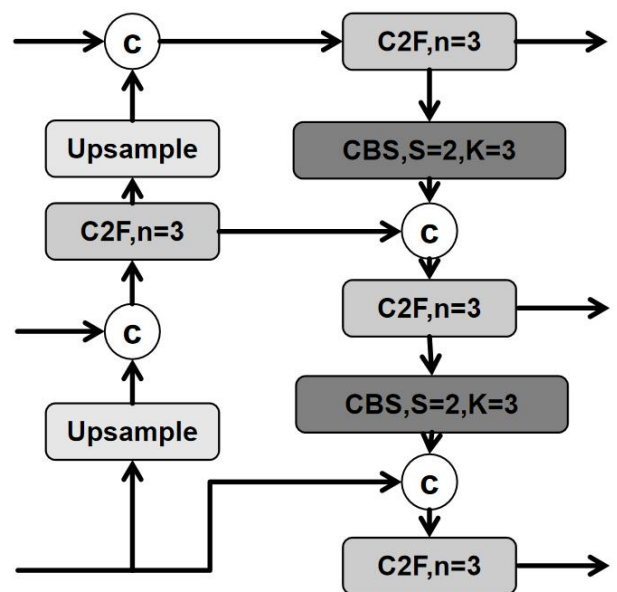 c
C2F,n=3
Upsample
CBS,S=2,K=3
C2F,n=3
c
c
C2F,n=3
Upsample
CBS,S=2,K=3
c
C2F,n=3